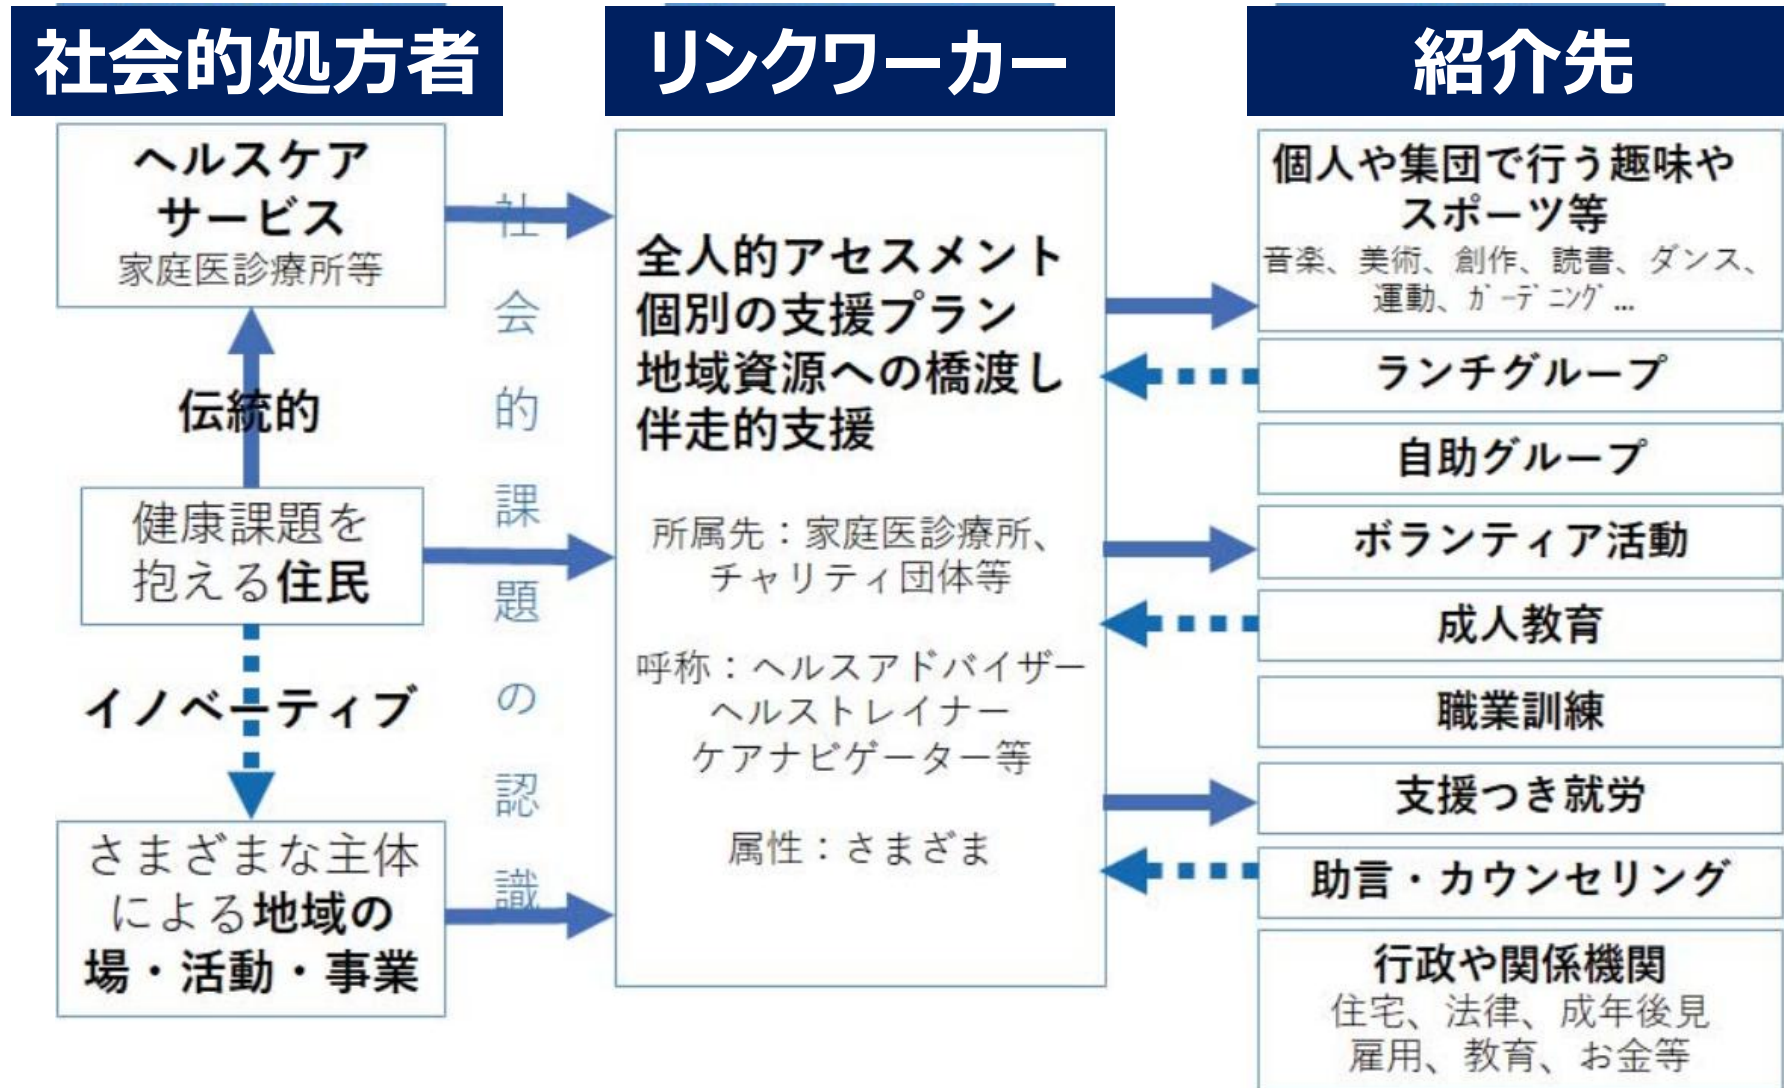 社会的処方者
ヘルスケア
サービス
家庭医診療所等
伝統的
健康課題を
抱える住民
イノベーティブ
さまざまな主体
による地域の
場・活動・事業
社会的課題の認識
リンクワーカー
全人的アセスメント
個別の支援プラン
地域資源への橋渡し
伴走的支援
所属先：家庭医診療所、
チャリティ団体等
呼称：ヘルスアドバイザー
ヘルストレイナー
ケアナビゲーター等
属性：さまざま
紹介先
個人や集団で行う趣味や
スポーツ等
音楽、美術、創作、読書、ダンス、
運動、ｶﾞｰﾃﾞﾆﾝｸﾞ…
ランチグループ
自助グループ
ボランティア活動
成人教育
職業訓練
支援つき就労
助言・カウンセリング
行政や関係機関
住宅、法律、成年後見
雇用、教育、お金等